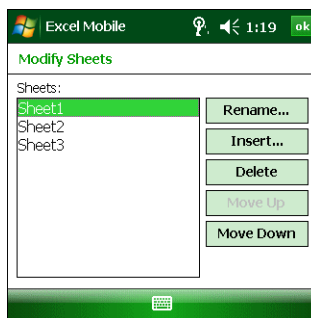 Excel Mobile 1:19 ok
Modify Sheets
Sheets:
Sheet1
Sheet2
Sheet3
Rename...
Insert...
Delete
Move Up
Move Down